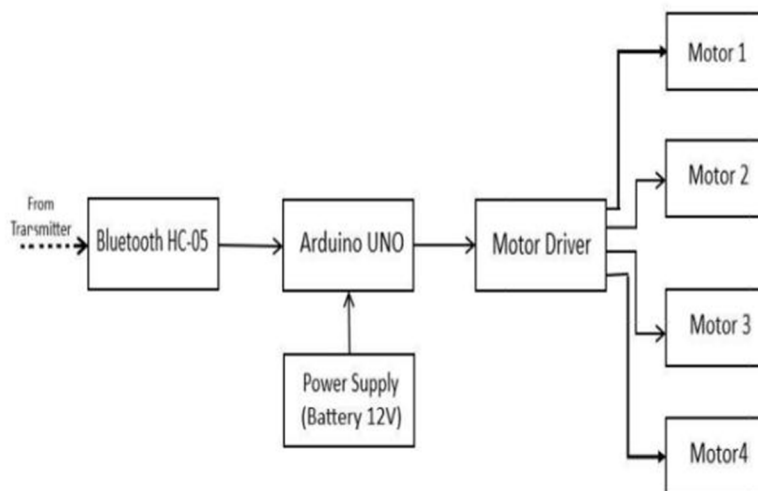 From
Transmitter
Bluetooth HC-05
Arduino UNO
Power Supply
(Battery 12V)
Motor Driver
Motor 1
Motor 2
Motor 3
Motor4